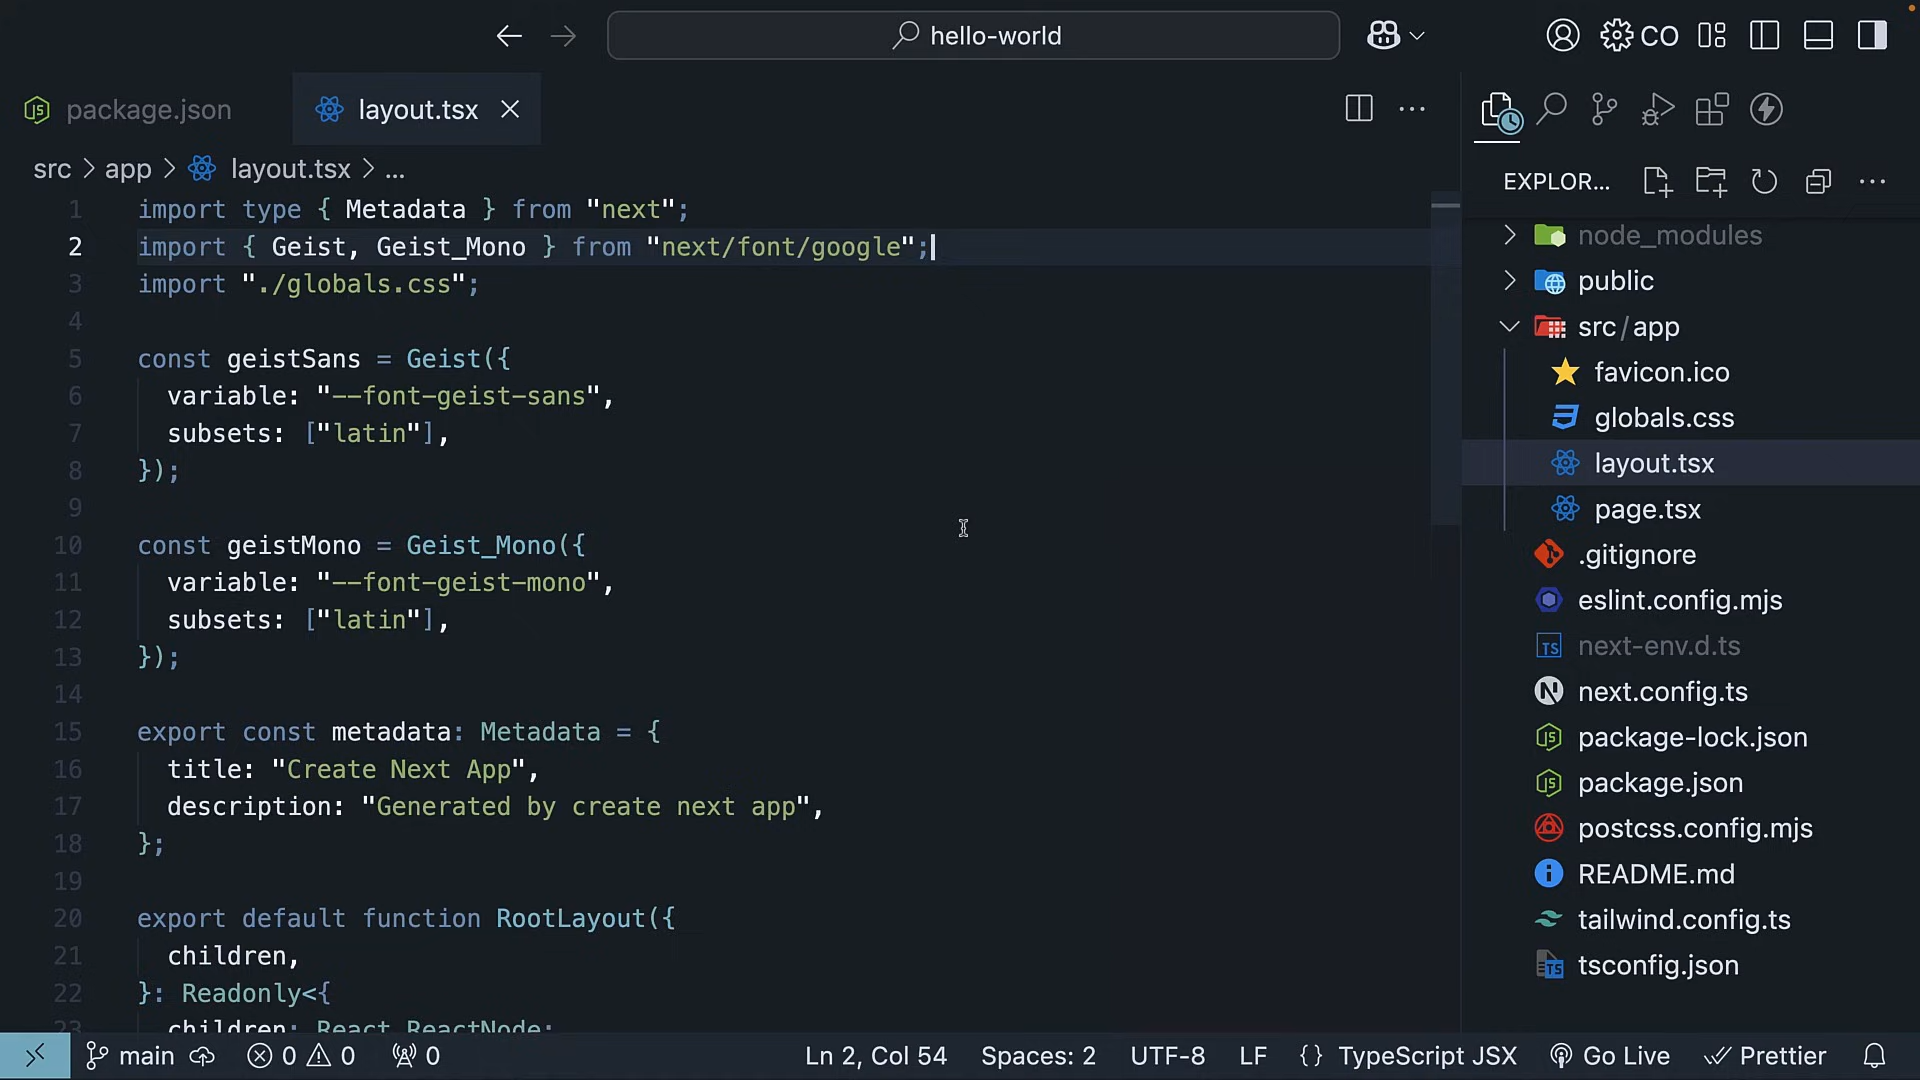 hello-world
CO
package.json
layout.tsx
src > app > layout.tsx > ...
1 import type { Metadata } from "next";
2 import { Geist, Geist_Mono } from "next/font/google";
3 import "./globals.css";
4
5 const geistSans = Geist({
6 variable: "--font-geist-sans",
7 subsets: ["latin"],
8 });
9
10 const geistMono = Geist_Mono({
11 variable: "--font-geist-mono",
12 subsets: ["latin"],
13 });
14
15 export const metadata: Metadata = {
16 title: "Create Next App",
17 description: "Generated by create next app",
18 };
19
20 export default function RootLayout({
21 children,
22 }: Readonly<{
23 children: React.ReactNode;
EXPLOR...
node_modules
public
src/app
favicon.ico
globals.css
layout.tsx
page.tsx
.gitignore
eslint.config.mjs
next-env.d.ts
next.config.ts
package-lock.json
package.json
postcss.config.mjs
README.md
tailwind.config.ts
tsconfig.json
main 0 0 0 Ln 2, Col 54 Spaces: 2 UTF-8 LF {} TypeScript JSX Go Live Prettier